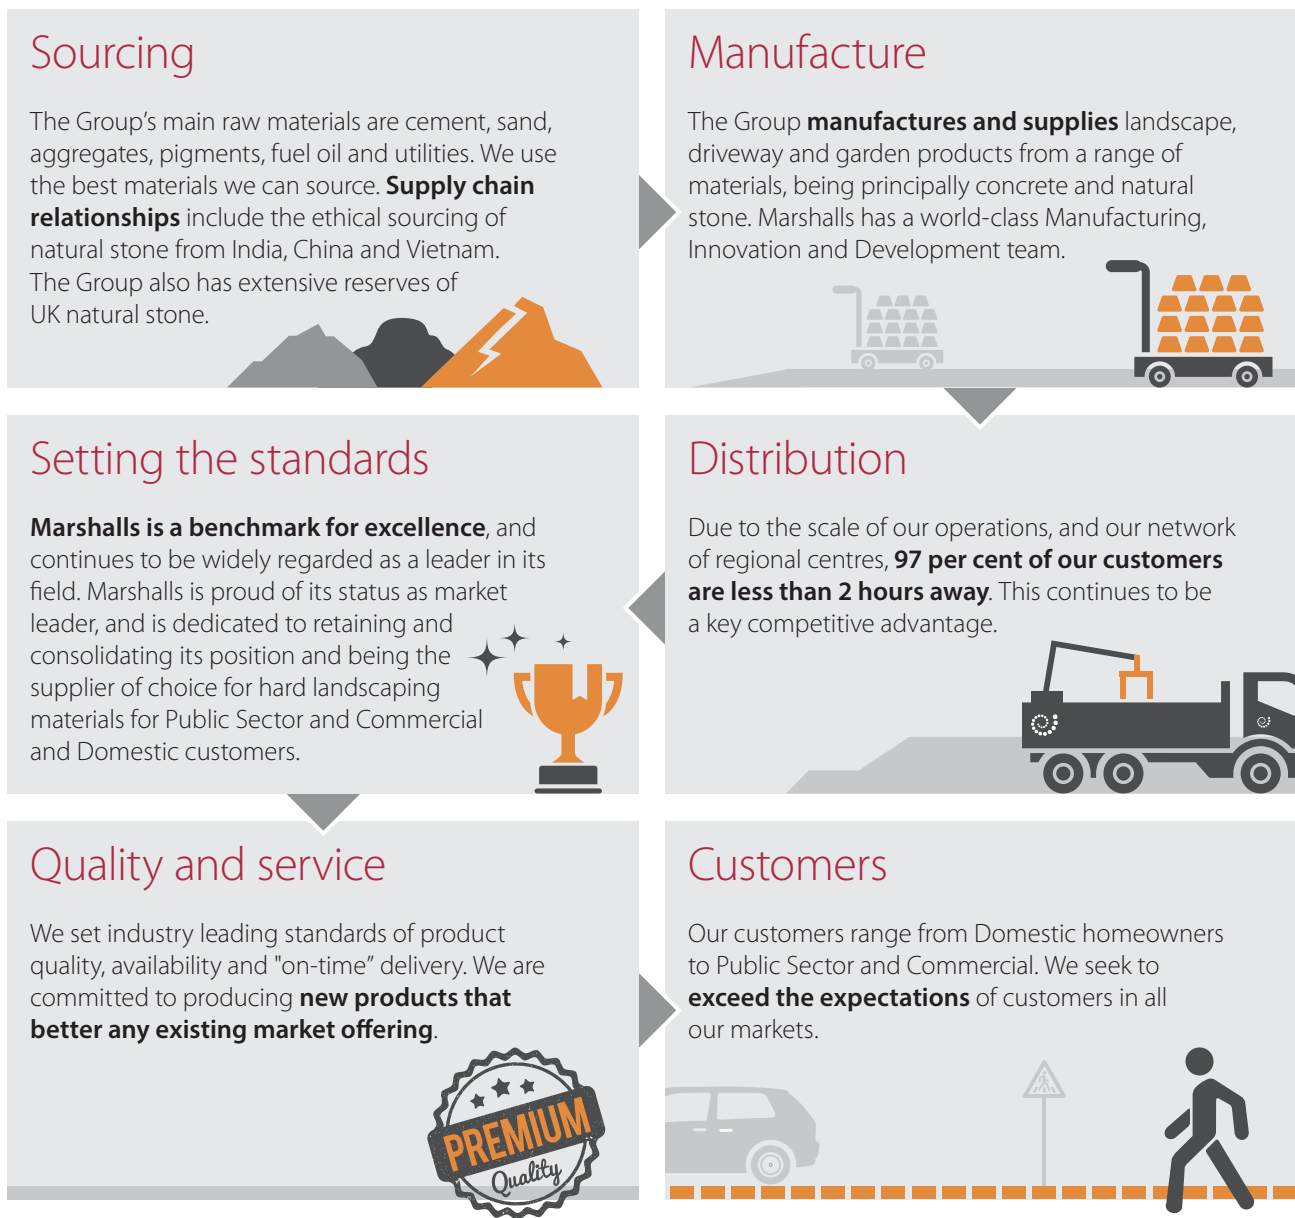 Sourcing
The Group’s main raw materials are cement, sand,
aggregates, pigments, fuel oil and utilities. We use
the best materials we can source. Supply chain
relationships include the ethical sourcing of
natural stone from India, China and Vietnam.
The Group also has extensive reserves of
UK natural stone.
Manufacture
The Group manufactures and supplies landscape,
driveway and garden products from a range of
materials, being principally concrete and natural
stone. Marshalls has a world-class Manufacturing,
Innovation and Development team.
Setting the standards
Marshalls is a benchmark for excellence, and
continues to be widely regarded as a leader in its
field. Marshalls is proud of its status as market
leader, and is dedicated to retaining and
consolidating its position and being the
supplier of choice for hard landscaping
materials for Public Sector and Commercial
and Domestic customers.
Distribution
Due to the scale of our operations, and our network
of regional centres, 97 per cent of our customers
are less than 2 hours away. This continues to be
a key competitive advantage.
Quality and service
We set industry leading standards of product
quality, availability and "on-time” delivery. We are
committed to producing new products that
better any existing market offering.
PREMIUM
Quality
Customers
Our customers range from Domestic homeowners
to Public Sector and Commercial. We seek to
exceed the expectations of customers in all
our markets.